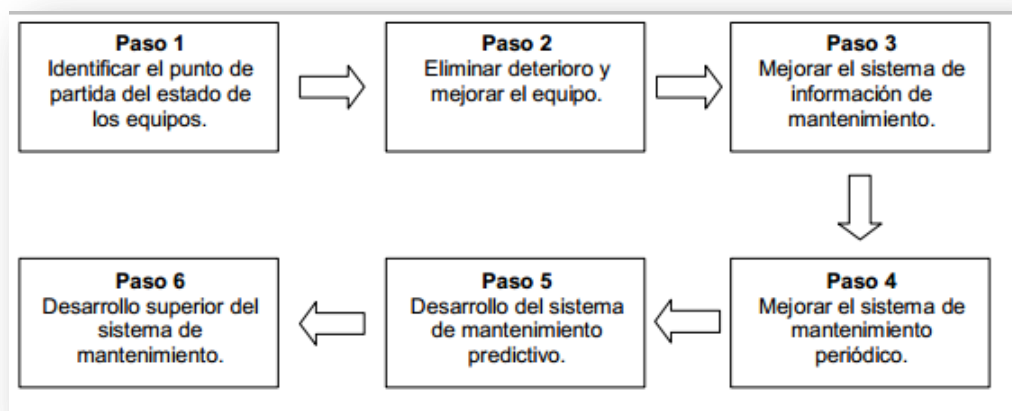 Paso 1
Identificar el punto de
partida del estado de
los equipos.
Paso 2
Eliminar deterioro y
mejorar el equipo.
Paso 3
Mejorar el sistema de
información de
mantenimiento.
Paso 4
Mejorar el sistema de
mantenimiento
periódico.
Paso 5
Desarrollo del sistema
de mantenimiento
predictivo.
Paso 6
Desarrollo superior del
sistema de
mantenimiento.